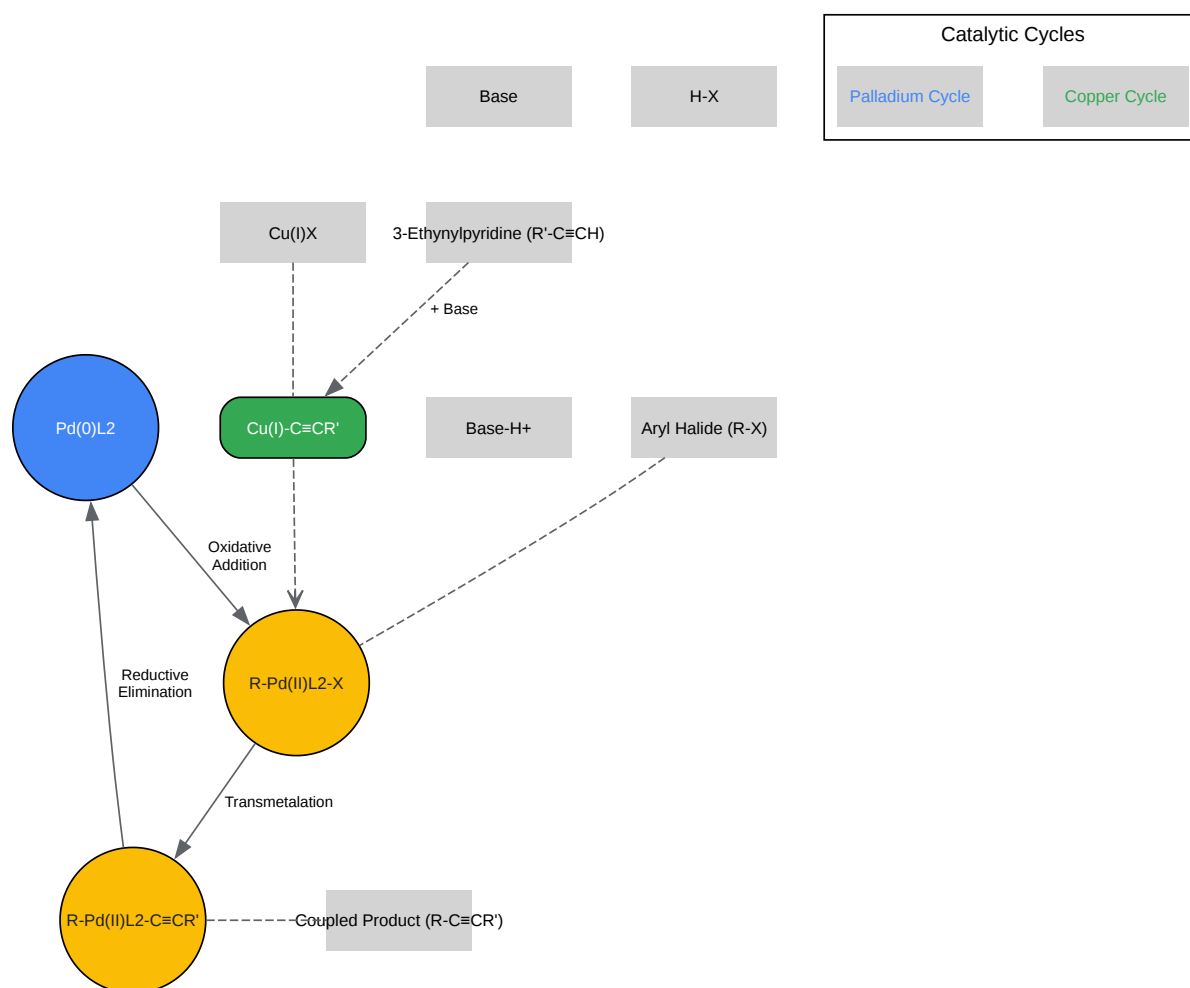 Catalytic Cycles
Base
H-X
Palladium Cycle
Copper Cycle
Cu(I)X
3-Ethynylpyridine (R'-C≡CH)
+ Base
Pd(0)L2
Cu(I)-C≡CR'
Base-H+
Aryl Halide (R-X)
Oxidative
Addition
Reductive
Elimination
R-Pd(II)L2-X
Transmetalation
R-Pd(II)L2-C≡CR'
Coupled Product (R-C≡CR')